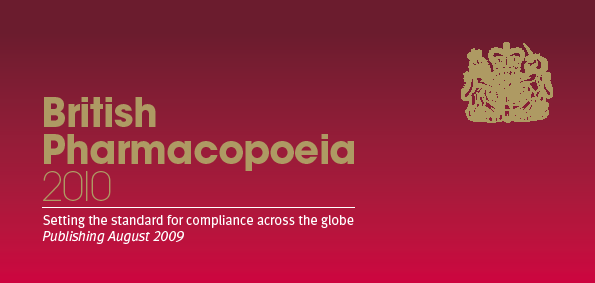 British
Pharmacopoeia
2010
Setting the standard for compliance across the globe
Publishing August 2009